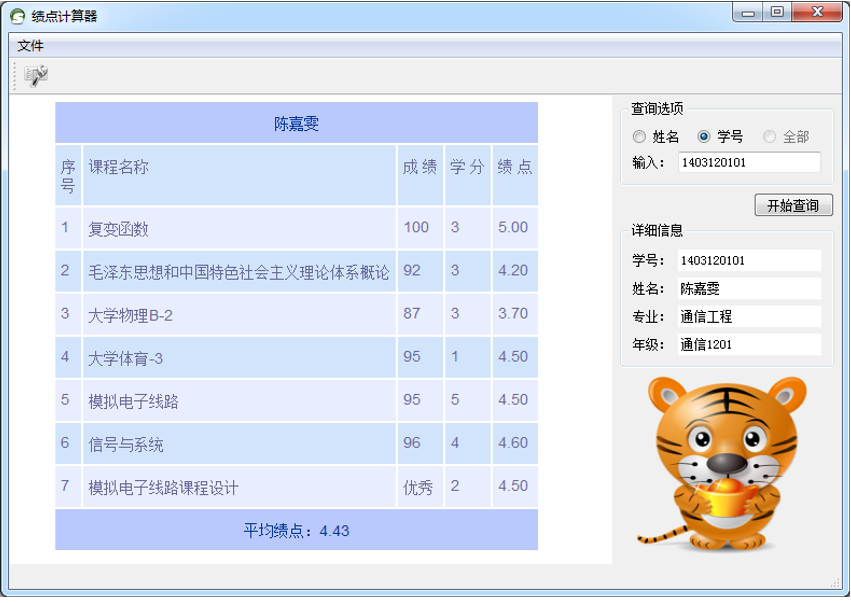 绩点计算器
文件
陈嘉雯
序号 课程名称 成绩 学分 绩点
1 复变函数 100 3 5.00
2 毛泽东思想和中国特色社会主义理论体系概论 92 3 4.20
3 大学物理B-2 87 3 3.70
4 大学体育-3 95 1 4.50
5 模拟电子线路 95 5 4.50
6 信号与系统 96 4 4.60
7 模拟电子线路课程设计 优秀 2 4.50
平均绩点：4.43
查询选项
姓名 学号 全部
输入： 1403120101
开始查询
详细信息
学号： 1403120101
姓名： 陈嘉雯
专业： 通信工程
年级： 通信1201